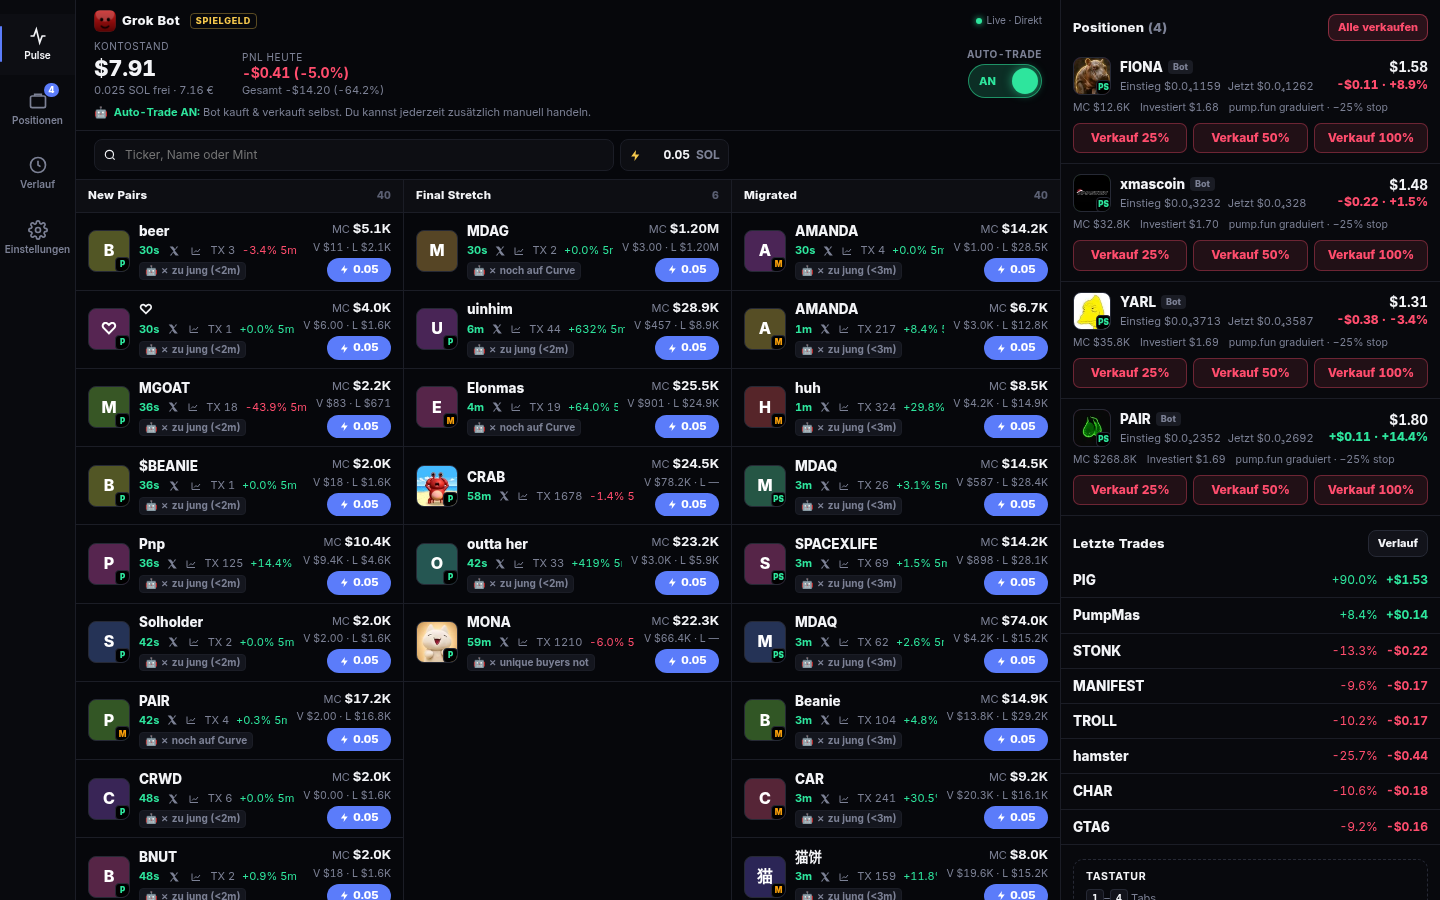 Pulse
4
Positionen
Verlauf
Einstellungen
Grok Bot SPIELGELD
Live · Direkt
KONTOSTAND
$7.91
0.025 SOL frei · 7.16 €
PNL HEUTE
-$0.41 (-5.0%)
Gesamt -$14.20 (-64.2%)
AUTO-TRADE
AN
Auto-Trade AN: Bot kauft & verkauft selbst. Du kannst jederzeit zusätzlich manuell handeln.
Ticker, Name oder Mint
0.05 SOL
New Pairs 40
beer MC $5.1K
30s TX 3 -3.4% 5m V $11 · L $2.1K
× zu jung (<2m) 0.05
P
♡ MC $4.0K
30s TX 1 +0.0% 5m V $6.00 · L $1.6K
× zu jung (<2m) 0.05
MGOAT MC $2.2K
36s TX 18 -43.9% 5m V $83 · L $671
× zu jung (<2m) 0.05
$BEANIE MC $2.0K
36s TX 1 +0.0% 5m V $18 · L $1.6K
× zu jung (<2m) 0.05
Pnp MC $10.4K
36s TX 125 +14.4% V $9.4K · L $4.6K
× zu jung (<2m) 0.05
Solholder MC $2.0K
42s TX 2 +0.0% 5m V $2.00 · L $1.6K
× zu jung (<2m) 0.05
PAIR MC $17.2K
42s TX 4 +0.3% 5m V $2.00 · L $16.8K
× noch auf Curve 0.05
CRWD MC $2.0K
48s TX 6 +0.0% 5m V $0.00 · L $1.6K
× zu jung (<2m) 0.05
BNUT MC $2.0K
48s TX 2 +0.9% 5m V $18 · L $1.6K
× zu jung (<2m) 0.05
Final Stretch 6
MDAG MC $1.20M
30s TX 2 +0.0% 5m V $3.00 · L $1.20M
× noch auf Curve 0.05
uinhim MC $28.9K
6m TX 44 +632% 5m V $457 · L $8.9K
× zu jung (<2m) 0.05
Elonmas MC $25.5K
4m TX 19 +64.0% 5 V $901 · L $24.9K
× noch auf Curve 0.05
CRAB MC $24.5K
58m TX 1678 -1.4% 5 V $78.2K · L —
0.05
outta her MC $23.2K
42s TX 33 +419% 5m V $3.0K · L $5.9K
× zu jung (<2m) 0.05
MONA MC $22.3K
59m TX 1210 -6.0% 5 V $66.4K · L —
× unique buyers not 0.05
Migrated 40
AMANDA MC $14.2K
30s TX 4 +0.0% 5m V $1.00 · L $28.5K
× zu jung (<3m) 0.05
AMANDA MC $6.7K
1m TX 217 +8.4% 5 V $3.0K · L $12.8K
× zu jung (<3m) 0.05
huh MC $8.5K
1m TX 324 +29.8% V $4.2K · L $14.9K
× zu jung (<3m) 0.05
MDAQ MC $14.5K
3m TX 26 +3.1% 5m V $587 · L $28.4K
× zu jung (<3m) 0.05
SPACEXLIFE MC $14.2K
3m TX 69 +1.5% 5m V $898 · L $28.1K
× zu jung (<3m) 0.05
MDAQ MC $74.0K
3m TX 62 +2.6% 5m V $4.2K · L $15.2K
× zu jung (<3m) 0.05
Beanie MC $14.9K
3m TX 104 +4.8% V $13.8K · L $29.2K
× zu jung (<3m) 0.05
CAR MC $9.2K
3m TX 241 +30.5 V $20.3K · L $16.1K
× zu jung (<3m) 0.05
猫饼 MC $8.0K
3m TX 159 +11.8 V $19.6K · L $15.2K
× zu jung (<3m) 0.05
Positionen (4) Alle verkaufen
FIONA Bot $1.58
Einstieg $0.0₄1159 Jetzt $0.0₄1262 -$0.11 · +8.9%
MC $12.6K Investiert $1.68 pump.fun graduiert · −25% stop
Verkauf 25% Verkauf 50% Verkauf 100%
xmascoin Bot $1.48
Einstieg $0.0₄3232 Jetzt $0.0₄328 -$0.22 · +1.5%
MC $32.8K Investiert $1.70 pump.fun graduiert · −25% stop
Verkauf 25% Verkauf 50% Verkauf 100%
YARL Bot $1.31
Einstieg $0.0₄3713 Jetzt $0.0₄3587 -$0.38 · -3.4%
MC $35.8K Investiert $1.69 pump.fun graduiert · −25% stop
Verkauf 25% Verkauf 50% Verkauf 100%
PAIR Bot $1.80
Einstieg $0.0₃2352 Jetzt $0.0₃2692 +$0.11 · +14.4%
MC $268.8K Investiert $1.69 pump.fun graduiert · −25% stop
Verkauf 25% Verkauf 50% Verkauf 100%
Letzte Trades Verlauf
PIG +90.0% +$1.53
PumpMas +8.4% +$0.14
STONK -13.3% -$0.22
MANIFEST -9.6% -$0.17
TROLL -10.2% -$0.17
hamster -25.7% -$0.44
CHAR -10.6% -$0.18
GTA6 -9.2% -$0.16
TASTATUR
1 – 4 Tabs